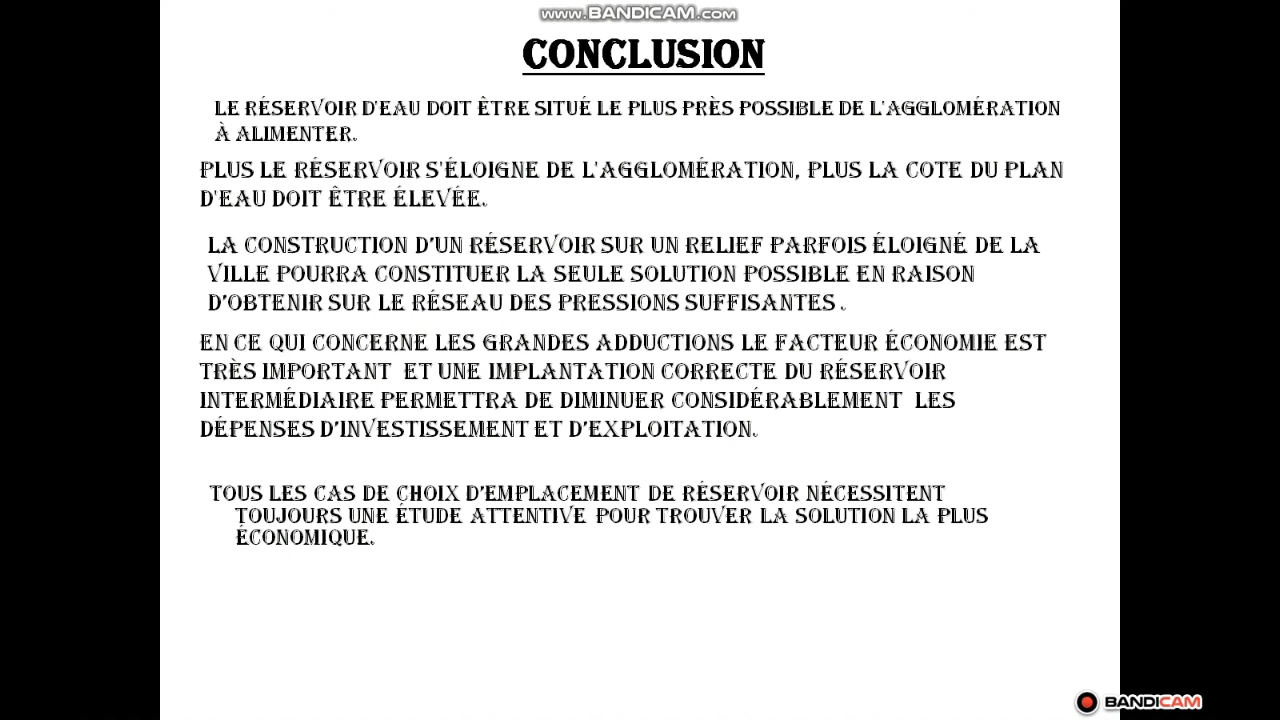 www.BANDICAM.com
CONCLUSION
LE RÉSERVOIR D'EAU DOIT ÊTRE SITUÉ LE PLUS PRÈS POSSIBLE DE L'AGGLOMÉRATION
À ALIMENTER.
PLUS LE RÉSERVOIR S'ÉLOIGNE DE L'AGGLOMÉRATION, PLUS LA COTE DU PLAN
D'EAU DOIT ÊTRE ÉLEVÉE.
LA CONSTRUCTION D'UN RÉSERVOIR SUR UN RELIEF PARFOIS ÉLOIGNÉ DE LA
VILLE POURRA CONSTITUER LA SEULE SOLUTION POSSIBLE EN RAISON
D'OBTENIR SUR LE RÉSEAU DES PRESSIONS SUFFISANTES .
EN CE QUI CONCERNE LES GRANDES ADDUCTIONS LE FACTEUR ÉCONOMIE EST
TRÈS IMPORTANT ET UNE IMPLANTATION CORRECTE DU RÉSERVOIR
INTERMÉDIAIRE PERMETTRA DE DIMINUER CONSIDÉRABLEMENT LES
DÉPENSES D'INVESTISSEMENT ET D'EXPLOITATION.
TOUS LES CAS DE CHOIX D'EMPLACEMENT DE RÉSERVOIR NÉCESSITENT
TOUJOURS UNE ÉTUDE ATTENTIVE POUR TROUVER LA SOLUTION LA PLUS
ÉCONOMIQUE.
BANDICAM